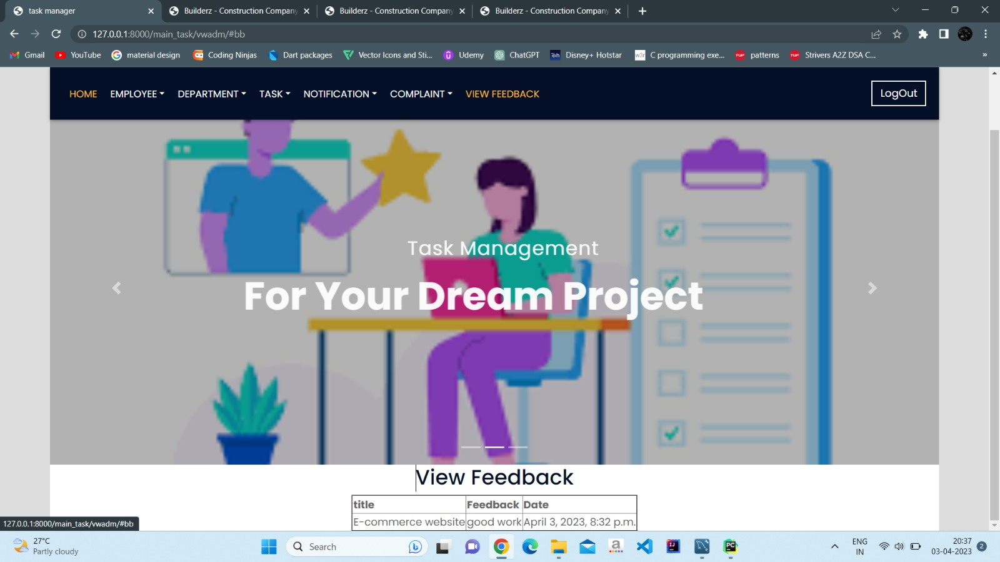 task manager
Builderz - Construction Company
Builderz - Construction Company
Builderz - Construction Company
127.0.0.1:8000/main_task/vwadm/#bb
Gmail YouTube material design Coding Ninjas Dart packages Vector Icons and Sti... Udemy ChatGPT Disney+ Hotstar C programming exe... patterns Strivers A2Z DSA C... »
HOME EMPLOYEE DEPARTMENT TASK NOTIFICATION COMPLAINT VIEW FEEDBACK LogOut
Task Management
For Your Dream Project
View Feedback
title Feedback Date
E-commerce website good work April 3, 2023, 8:32 p.m.
127.0.0.1:8000/main_task/vwadm/#bb
27°C
Partly cloudy
Search
ENG
IN
20:37
03-04-2023
2